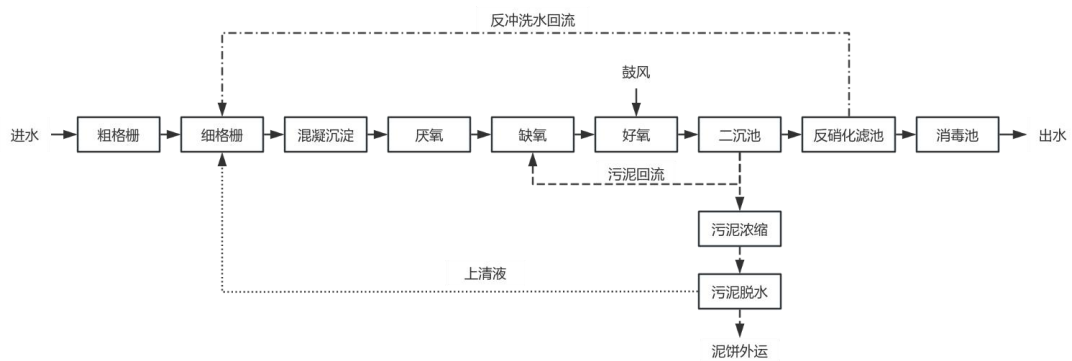 反冲洗水回流
鼓风
进水
粗格栅
细格栅
混凝沉淀
厌氧
缺氧
好氧
二沉池
反硝化滤池
消毒池
出水
污泥回流
污泥浓缩
上清液
污泥脱水
泥饼外运